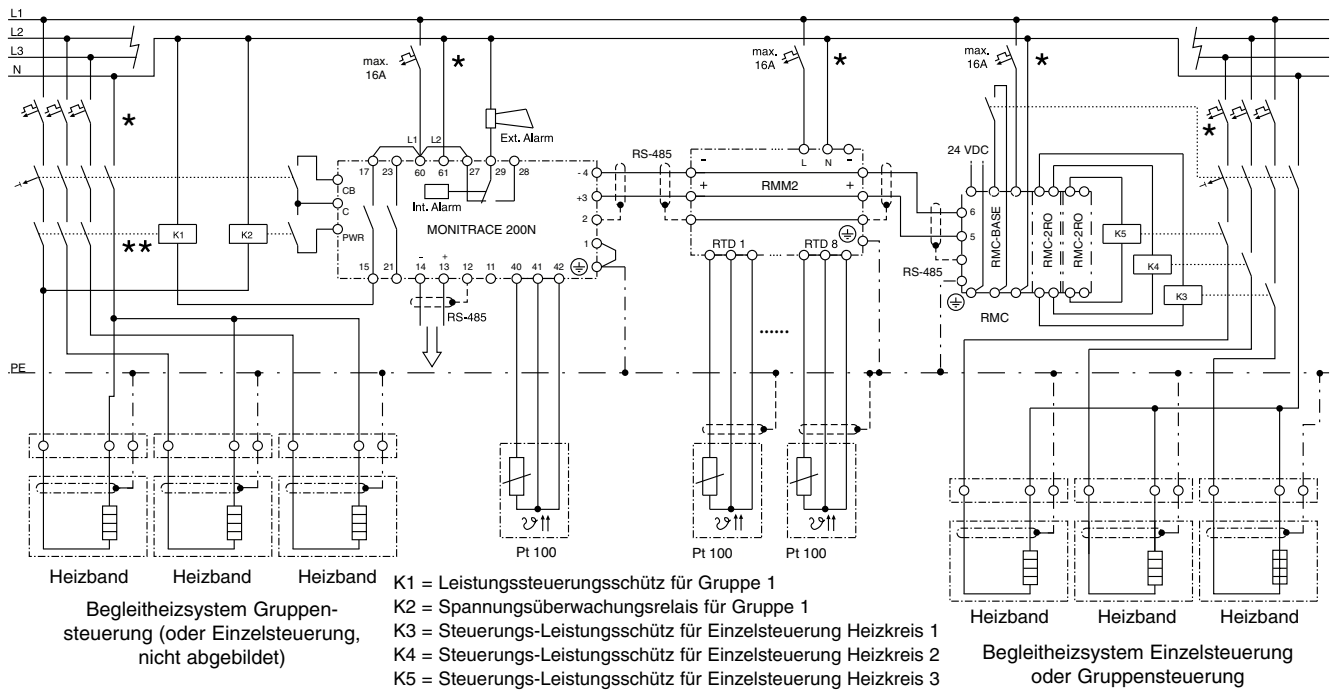 L1
L2
L3
N
max.
16A
*
max.
16A
*
max.
16A
*
*
*
Ext. Alarm
L1 L2
17 23 60 61 27 29 28
Int. Alarm
CB
C
PWR
MONITRACE 200N
- 4
+3
2
1
15 21 14 13 12 11 40 41 42
- +
RS-485
RS-485
K1
K2
**
L N -
- -
+ RMM2 +
RTD 1 RTD 8
......
24 VDC
RMC-BASE
RMC-2RO
RMC-2RO
6
5
RS-485
RMC
K5
K4
K3
PE
ϑ
Pt 100
ϑ
Pt 100
ϑ
Pt 100
Heizband Heizband Heizband
Begleitheizsystem Gruppen-
steuerung (oder Einzelsteuerung,
nicht abgebildet)
K1 = Leistungssteuerungsschütz für Gruppe 1
K2 = Spannungsüberwachungsrelais für Gruppe 1
K3 = Steuerungs-Leistungsschütz für Einzelsteuerung Heizkreis 1
K4 = Steuerungs-Leistungsschütz für Einzelsteuerung Heizkreis 2
K5 = Steuerungs-Leistungsschütz für Einzelsteuerung Heizkreis 3
Heizband Heizband Heizband
Begleitheizsystem Einzelsteuerung
oder Gruppensteuerung